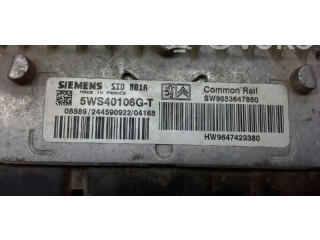 SIEMENS SID 801A
MADE IN FRANCE
5WS40106G-T
08589/244590922/04168
Common Rail
SW9653647880
HW9647423380